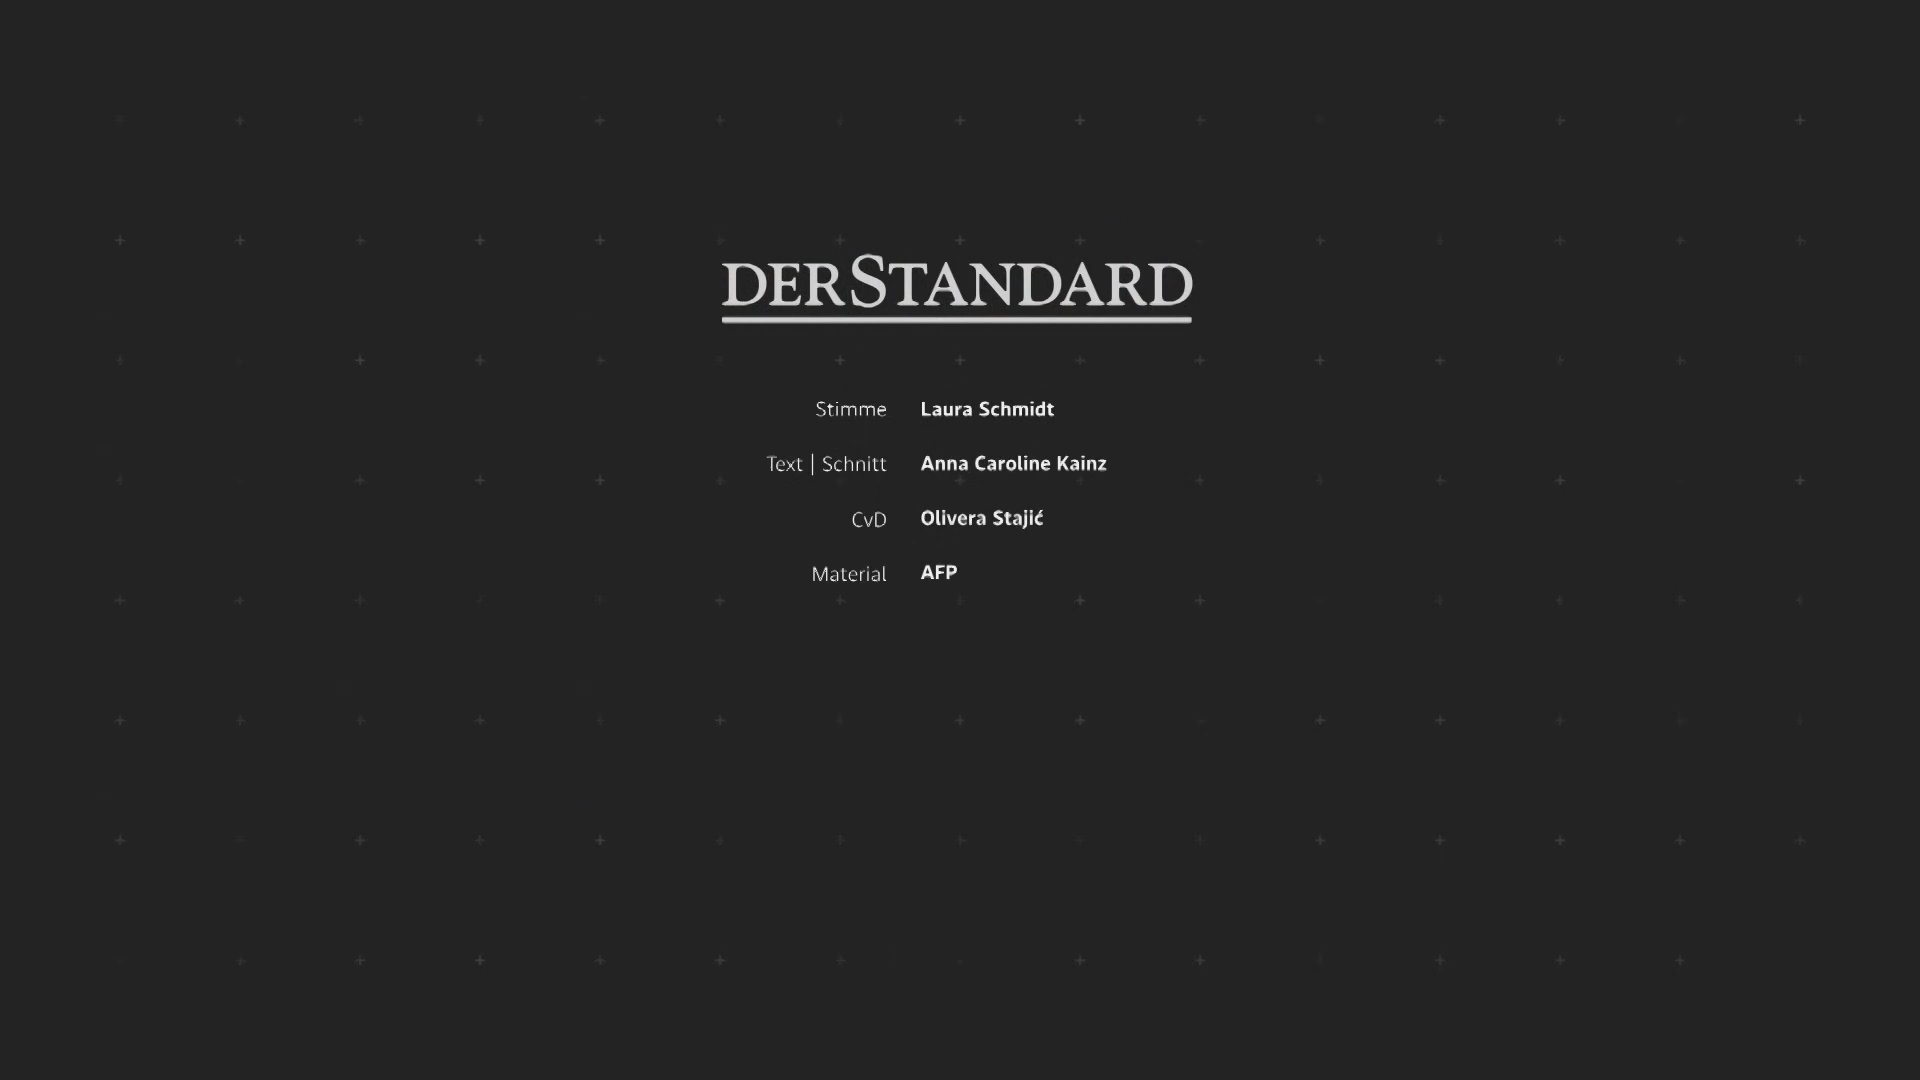 DERSTANDARD
Stimme Laura Schmidt
Text | Schnitt Anna Caroline Kainz
CvD Olivera Stajić
Material AFP